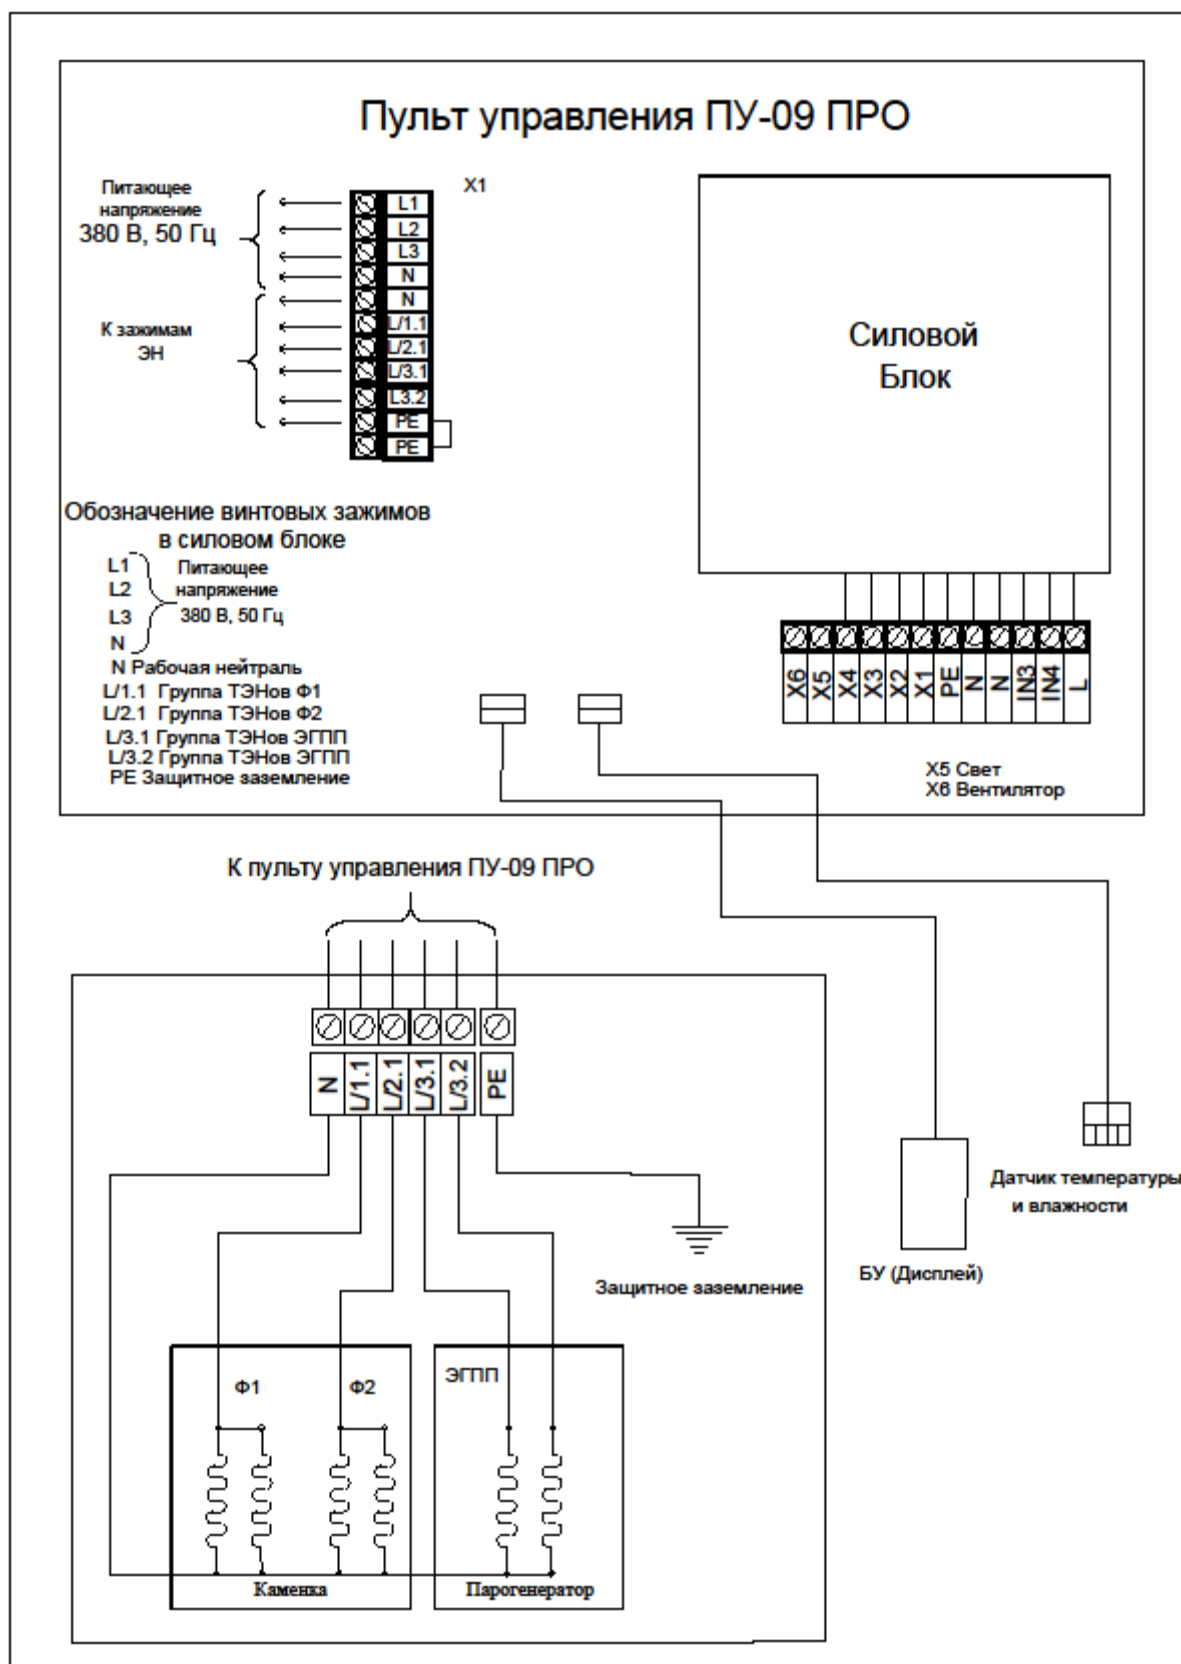 Пульт управления ПУ-09 ПРО
Питающее
напряжение
380 В, 50 Гц
К зажимам
ЭН
X1
L1
L2
L3
N
N
L/1.1
L/2.1
L/3.1
L3.2
PE
PE
Силовой
Блок
Обозначение винтовых зажимов
в силовом блоке
L1
L2
L3
N
Питающее
напряжение
380 В, 50 Гц
N Рабочая нейтраль
L/1.1 Группа ТЭНов Ф1
L/2.1 Группа ТЭНов Ф2
L/3.1 Группа ТЭНов ЭГПП
L/3.2 Группа ТЭНов ЭГПП
PE Защитное заземление
X6
X5
X4
X3
X2
X1
PE
N
N
IN3
IN4
L
X5 Свет
X6 Вентилятор
К пульту управления ПУ-09 ПРО
N
L/1.1
L/2.1
L/3.1
L/3.2
PE
Защитное заземление
БУ (Дисплей)
Датчик температуры
и влажности
Ф1
Ф2
ЭГПП
Каменка
Парогенератор